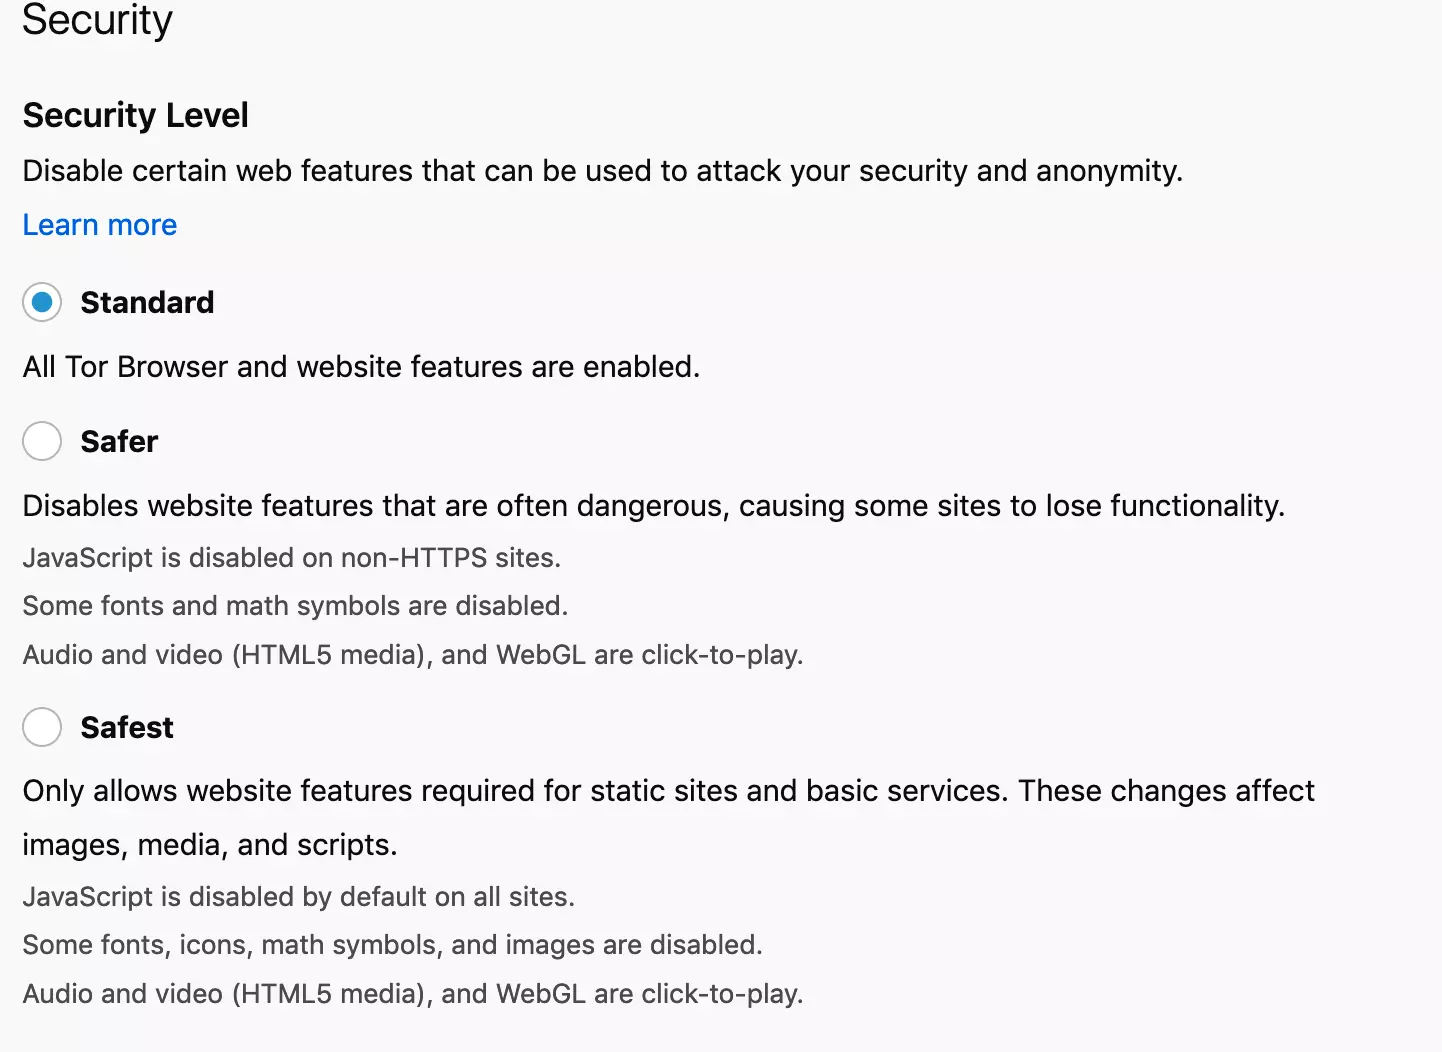 Security
Security Level
Disable certain web features that can be used to attack your security and anonymity.
Learn more
Standard
All Tor Browser and website features are enabled.
Safer
Disables website features that are often dangerous, causing some sites to lose functionality.
JavaScript is disabled on non-HTTPS sites.
Some fonts and math symbols are disabled.
Audio and video (HTML5 media), and WebGL are click-to-play.
Safest
Only allows website features required for static sites and basic services. These changes affect
images, media, and scripts.
JavaScript is disabled by default on all sites.
Some fonts, icons, math symbols, and images are disabled.
Audio and video (HTML5 media), and WebGL are click-to-play.